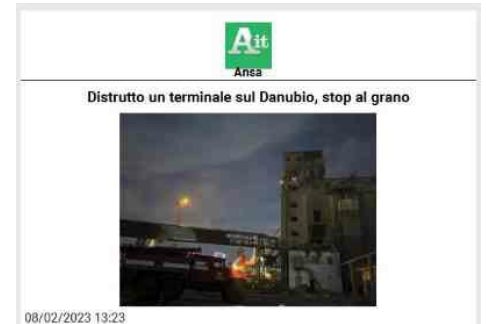 Ait
Ansa
Distrutto un terminale sul Danubio, stop al grano
08/02/2023 13:23